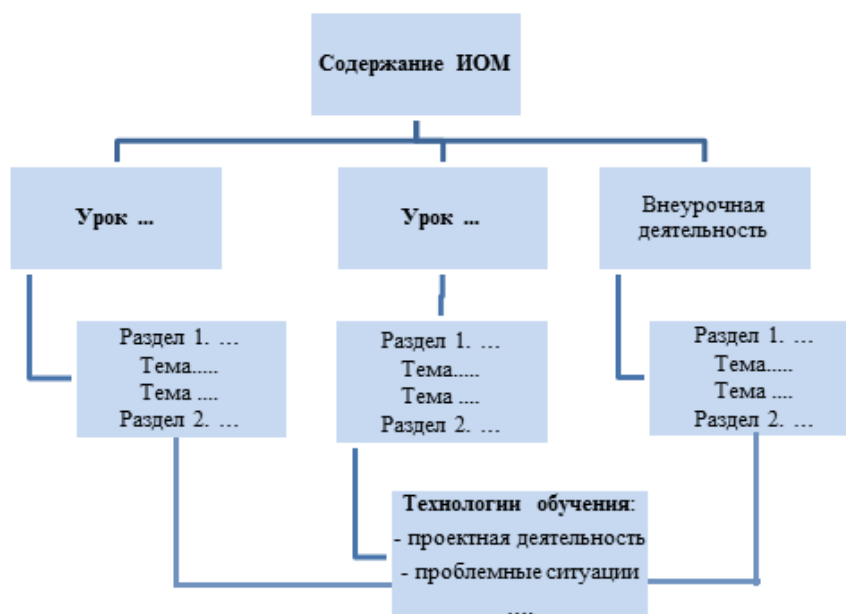 Содержание ИОМ
Урок ...
Урок ...
Внеурочная
деятельность
Раздел 1. ...
Тема.....
Тема ....
Раздел 2. ...
Раздел 1. ...
Тема.....
Тема ....
Раздел 2. ...
Раздел 1. ...
Тема.....
Тема ....
Раздел 2. ...
Технологии обучения:
- проектная деятельность
- проблемные ситуации
....